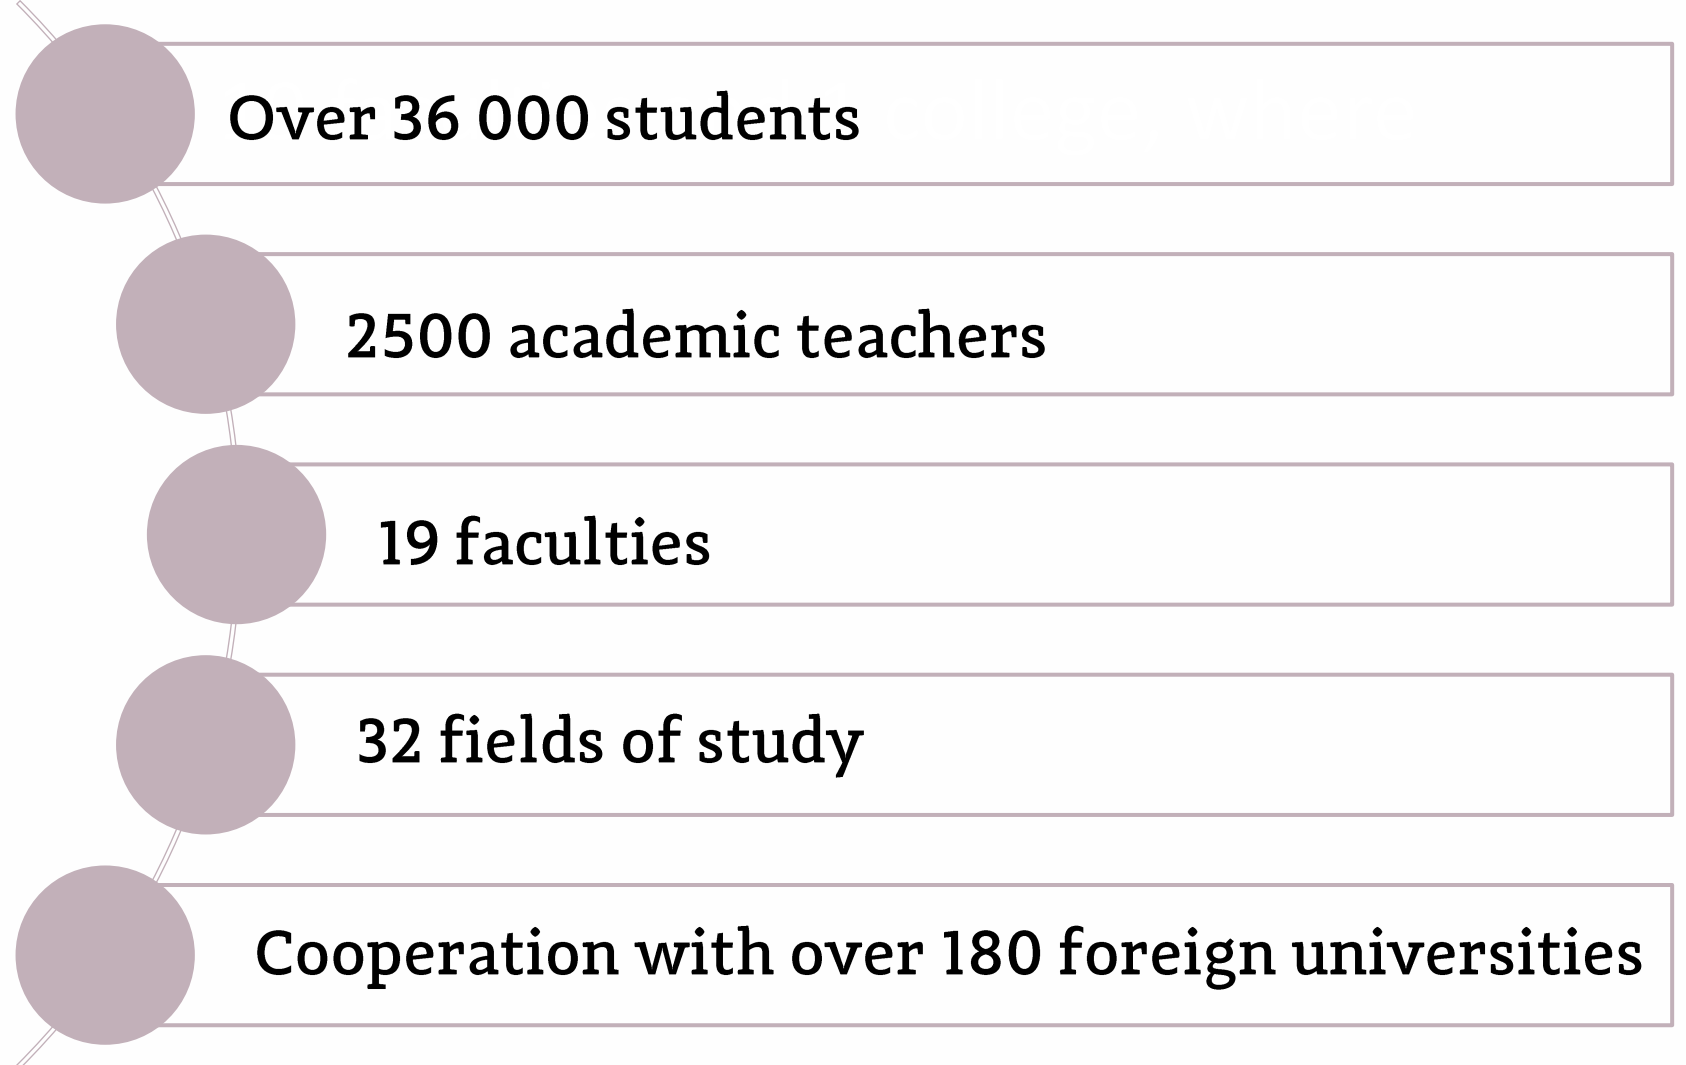 Over 36 000 students
2500 academic teachers
19 faculties
32 fields of study
Cooperation with over 180 foreign universities